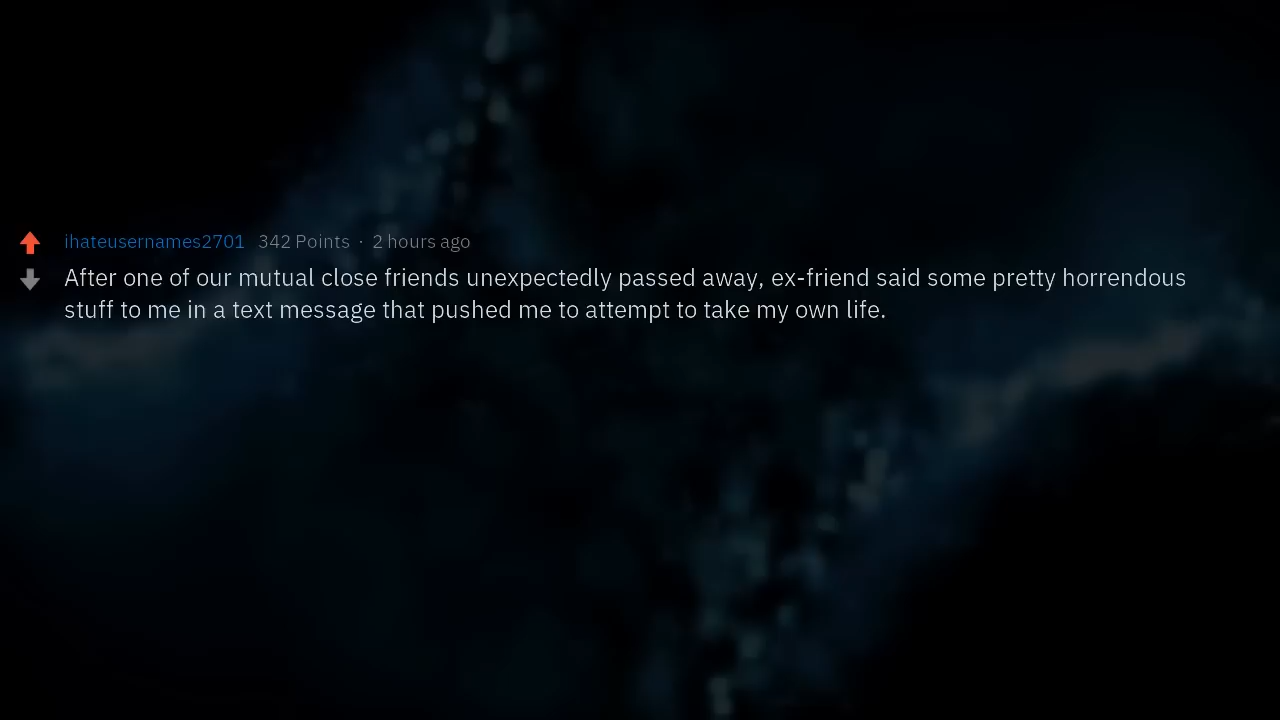 ihateusernames2701 342 Points · 2 hours ago
After one of our mutual close friends unexpectedly passed away, ex-friend said some pretty horrendous
stuff to me in a text message that pushed me to attempt to take my own life.